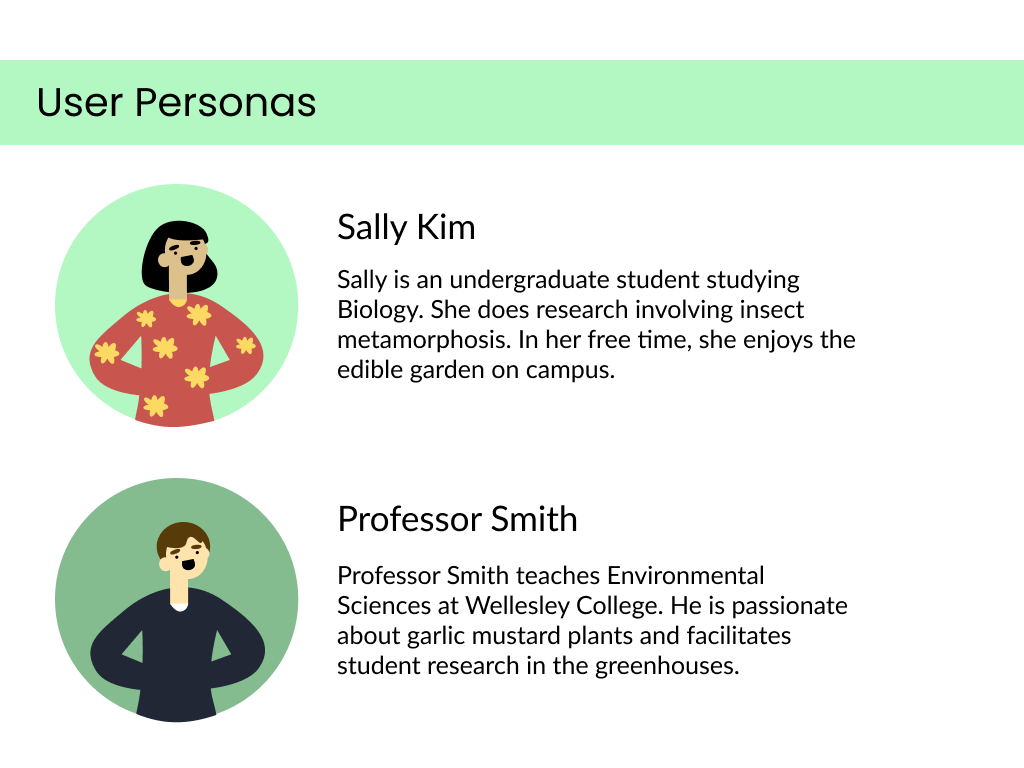 User Personas
Sally Kim
Sally is an undergraduate student studying
Biology. She does research involving insect
metamorphosis. In her free time, she enjoys the
edible garden on campus.
Professor Smith
Professor Smith teaches Environmental
Sciences at Wellesley College. He is passionate
about garlic mustard plants and facilitates
student research in the greenhouses.